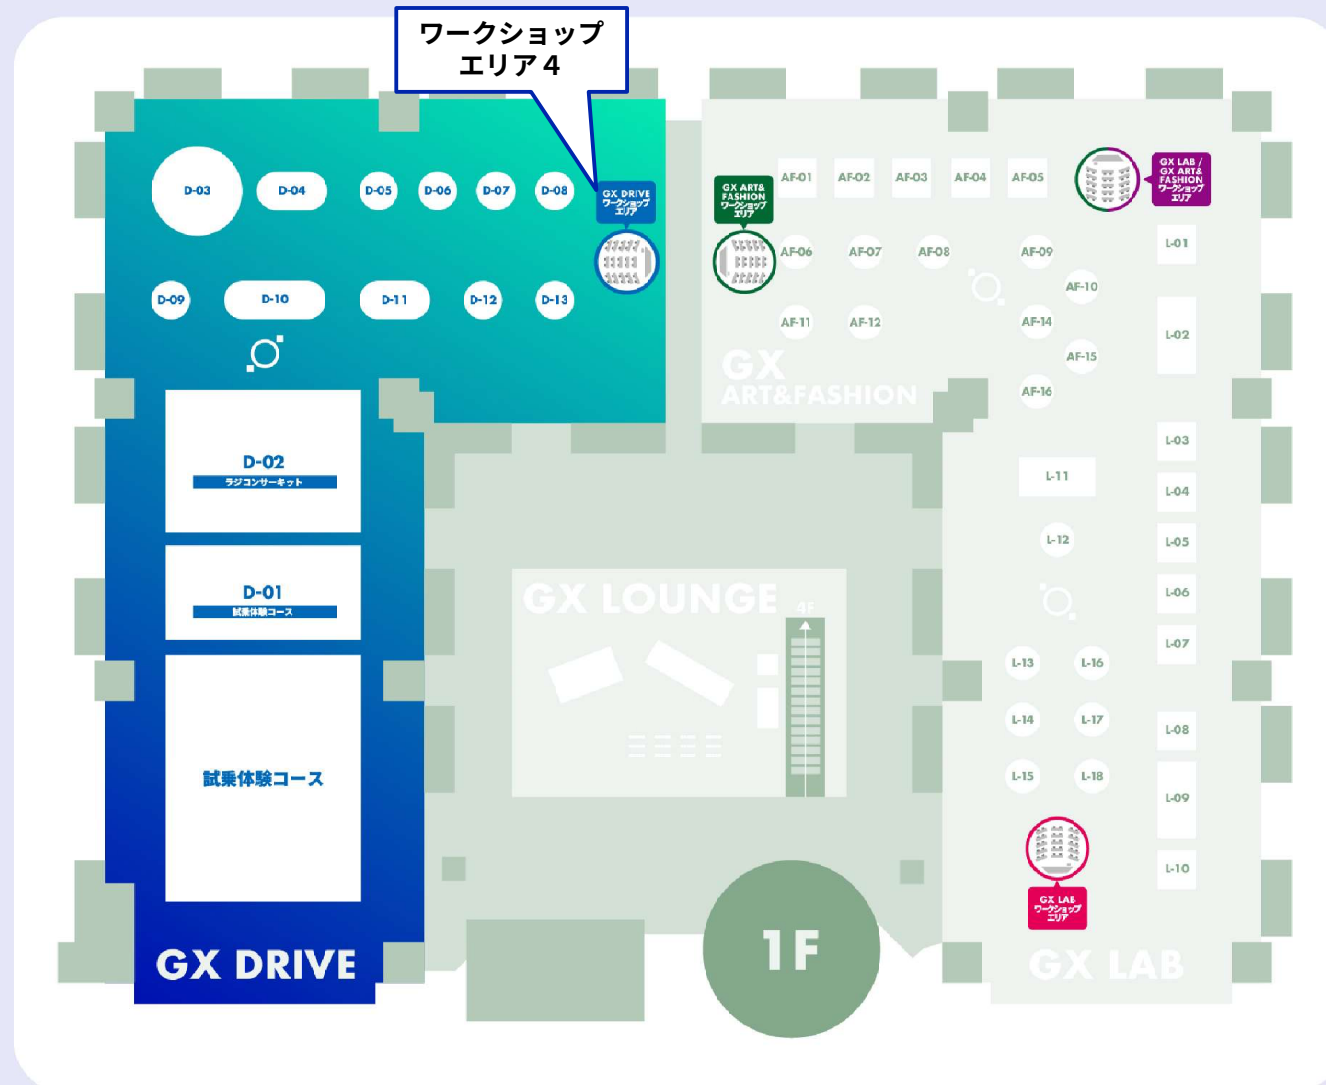 ワークショップ
エリア４
D-03
D-04
D-05
D-06
D-07
D-08
GX DRIVE
ワークショップ
エリア
D-09
D-10
D-11
D-12
D-13
D-02
ラジコンサーキット
D-01
試乗体験コース
試乗体験コース
GX DRIVE
GX ART&
FASHION
ワークショップ
エリア
AF-01
AF-02
AF-03
AF-04
AF-05
GX LAB /
GX ART&
FASHION
ワークショップ
エリア
AF-06
AF-07
AF-08
AF-09
AF-10
AF-11
AF-12
AF-14
AF-15
AF-16
GX
ART&FASHION
L-01
L-02
L-03
L-04
L-05
L-06
L-07
L-08
L-09
L-10
L-11
L-12
L-13
L-16
L-14
L-17
L-15
L-18
GX LAB
ワークショップ
エリア
GX LAB
GX LOUNGE
4F
1F